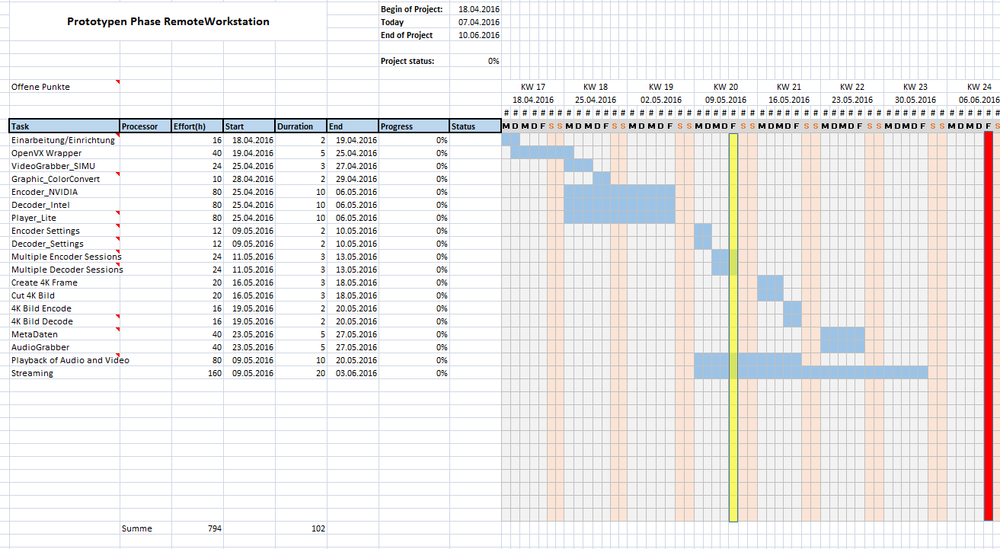 Begin of Project: 18.04.2016
Prototypen Phase RemoteWorkstation
Today 07.04.2016
End of Project 10.06.2016
Project status: 0%
Offene Punkte KW 17 KW 18 KW 19 KW 20 KW 21 KW 22 KW 23 KW 24
18.04.2016 25.04.2016 02.05.2016 09.05.2016 16.05.2016 23.05.2016 30.05.2016 06.06.2016
# # # # # # # # # # # # # # # # # # # # # # # # # # # # # # # # # # # # # # # # # # # # # # # # # # # # # # #
Task Processor Effort(h) Start Durration End Progress Status M D M D F S S M D M D F S S M D M D F S S M D M D F S S M D M D F S S M D M D F S S M D M D F S S M D M D F S
Einarbeitung/Einrichtung 16 18.04.2016 2 19.04.2016 0%
OpenVX Wrapper 40 19.04.2016 5 25.04.2016 0%
VideoGrabber_SIMU 24 25.04.2016 3 27.04.2016 0%
Graphic_ColorConvert 10 28.04.2016 2 29.04.2016 0%
Encoder_NVIDIA 80 25.04.2016 10 06.05.2016 0%
Decoder_Intel 80 25.04.2016 10 06.05.2016 0%
Player_Lite 80 25.04.2016 10 06.05.2016 0%
Encoder Settings 12 09.05.2016 2 10.05.2016 0%
Decoder_Settings 12 09.05.2016 2 10.05.2016 0%
Multiple Encoder Sessions 24 11.05.2016 3 13.05.2016 0%
Multiple Decoder Sessions 24 11.05.2016 3 13.05.2016 0%
Create 4K Frame 20 16.05.2016 3 18.05.2016 0%
Cut 4K Bild 20 16.05.2016 3 18.05.2016 0%
4K Bild Encode 16 19.05.2016 2 20.05.2016 0%
4K Bild Decode 16 19.05.2016 2 20.05.2016 0%
MetaDaten 40 23.05.2016 5 27.05.2016 0%
AudioGrabber 40 23.05.2016 5 27.05.2016 0%
Playback of Audio and Video 80 09.05.2016 10 20.05.2016 0%
Streaming 160 09.05.2016 20 03.06.2016 0%
Summe 794 102